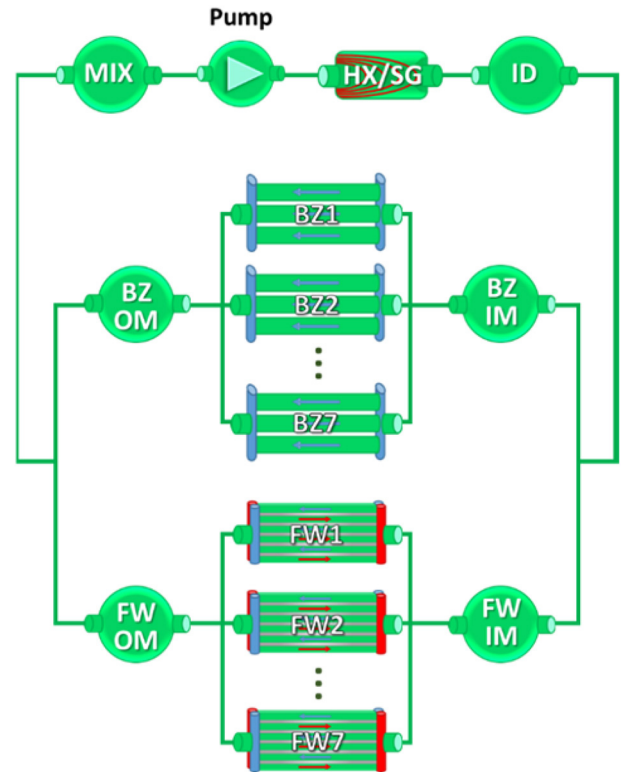 Pump
MIX
HX/SG
ID
BZ1
BZ
OM
BZ2
BZ
IM
BZ7
FW1
FW
OM
FW2
FW
IM
FW7